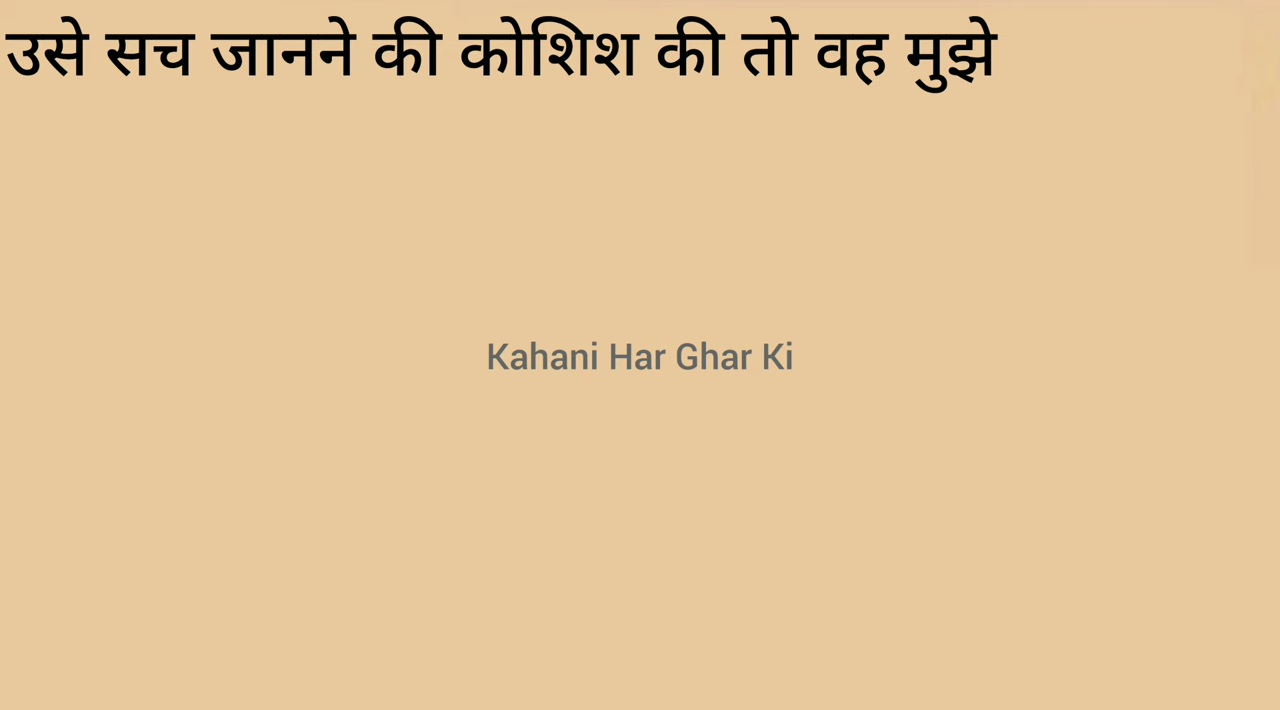 उसे सच जानने की कोशिश की तो वह मुझे
Kahani Har Ghar Ki